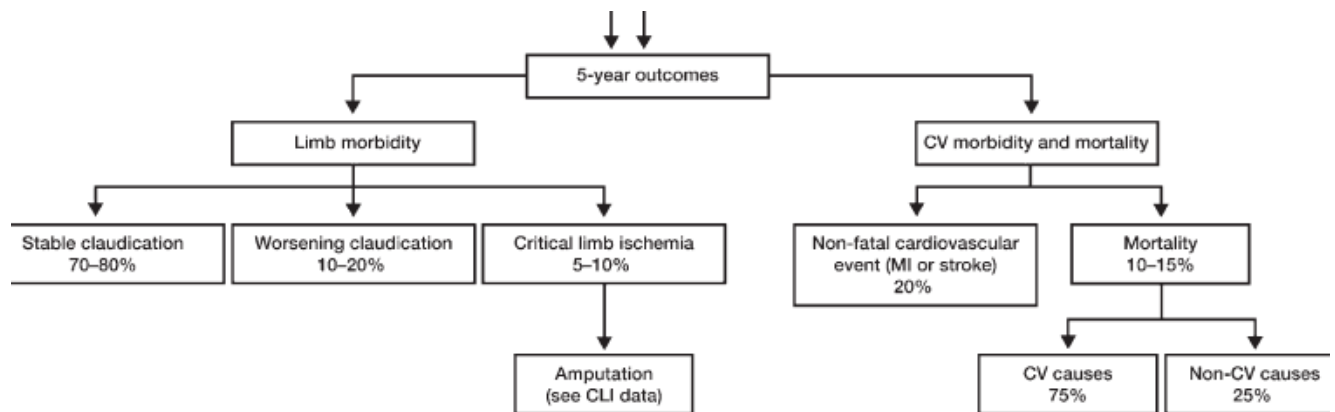 5-year outcomes
Limb morbidity
CV morbidity and mortality
Stable claudication
70–80%
Worsening claudication
10–20%
Critical limb ischemia
5–10%
Non-fatal cardiovascular
event (MI or stroke)
20%
Mortality
10–15%
Amputation
(see CLI data)
CV causes
75%
Non-CV causes
25%